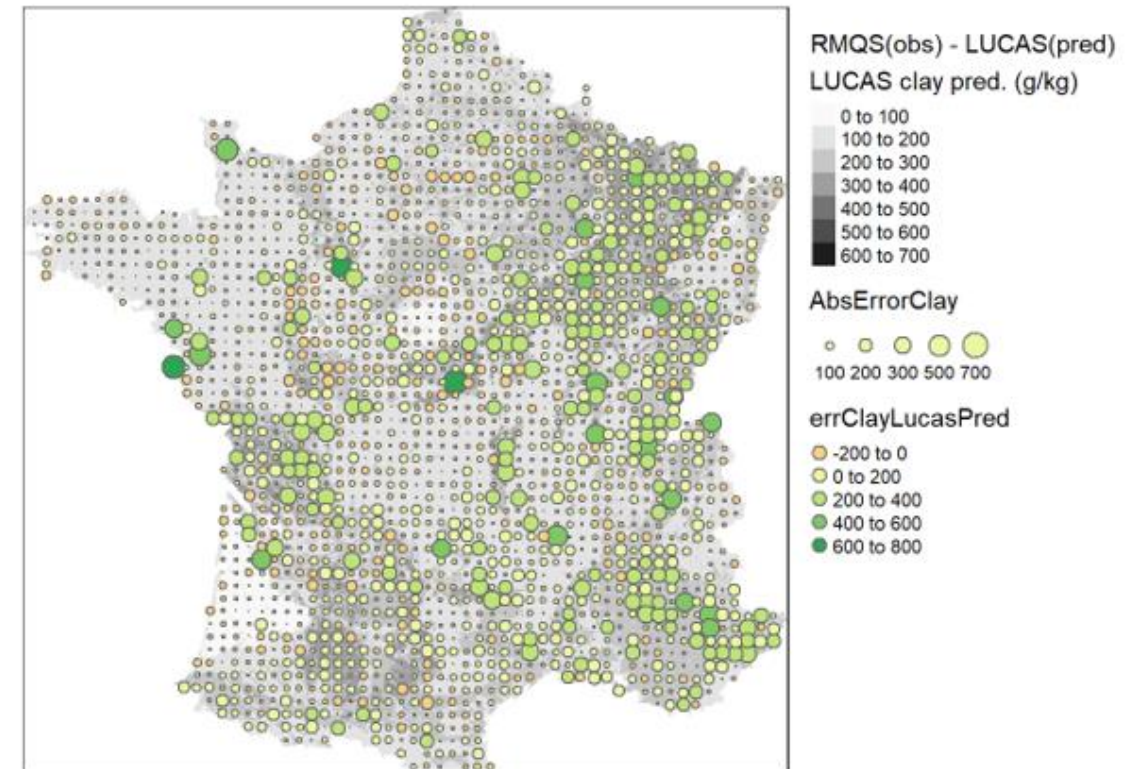 RMQS(obs) - LUCAS(pred)
LUCAS clay pred. (g/kg)
0 to 100
100 to 200
200 to 300
300 to 400
400 to 500
500 to 600
600 to 700
AbsErrorClay
100 200 300 500 700
errClayLucasPred
-200 to 0
0 to 200
200 to 400
400 to 600
600 to 800